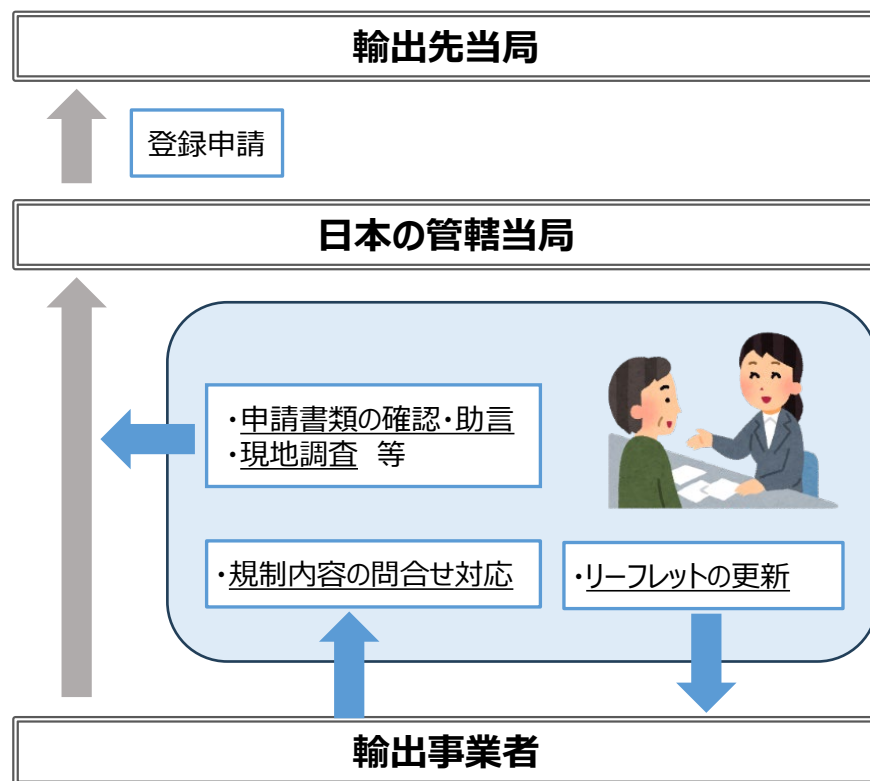 輸出先当局
登録申請
日本の管轄当局
・申請書類の確認・助言
・現地調査 等
・規制内容の問合せ対応
・リーフレットの更新
輸出事業者